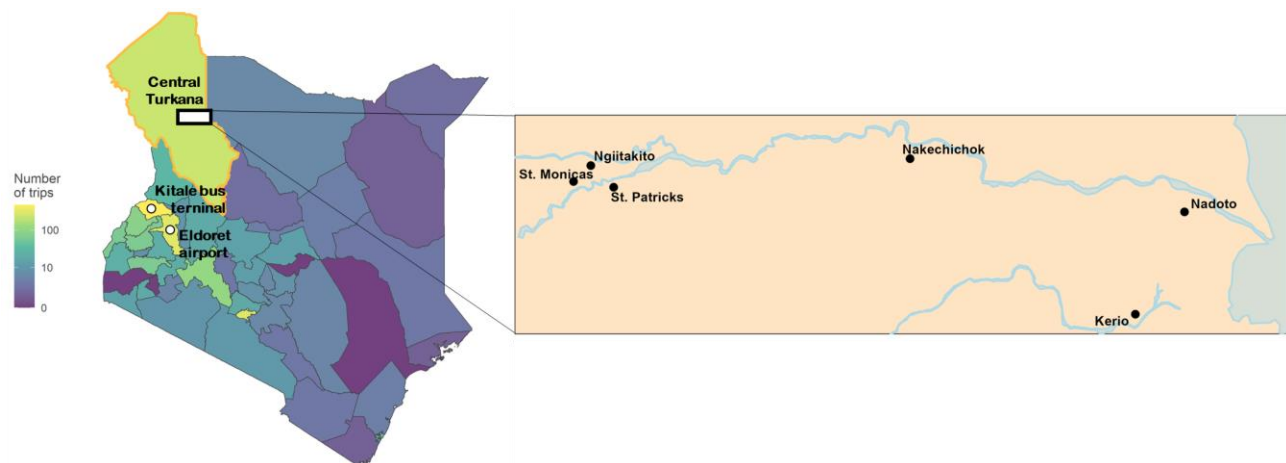 Central
Turkana
Number
of trips
100
10
0
Kitale bus
terninal
Eldoret
airport
Ngiitakito
St. Monicas
St. Patricks
Nakechichok
Nadoto
Kerio